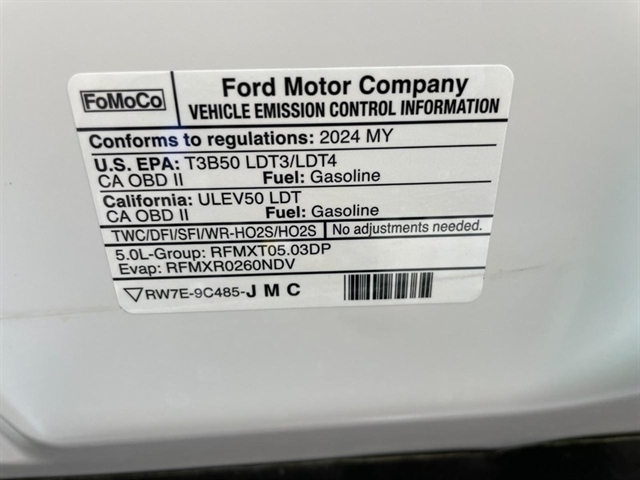 FoMoCo
Ford Motor Company
VEHICLE EMISSION CONTROL INFORMATION
Conforms to regulations: 2024 MY
U.S. EPA: T3B50 LDT3/LDT4
CA OBD II Fuel: Gasoline
California: ULEV50 LDT
CA OBD II Fuel: Gasoline
TWC/DFI/SFI/WR-HO2S/HO2S No adjustments needed.
5.0L-Group: RFMXT05.03DP
Evap: RFMXR0260NDV
RW7E-9C485-J M C